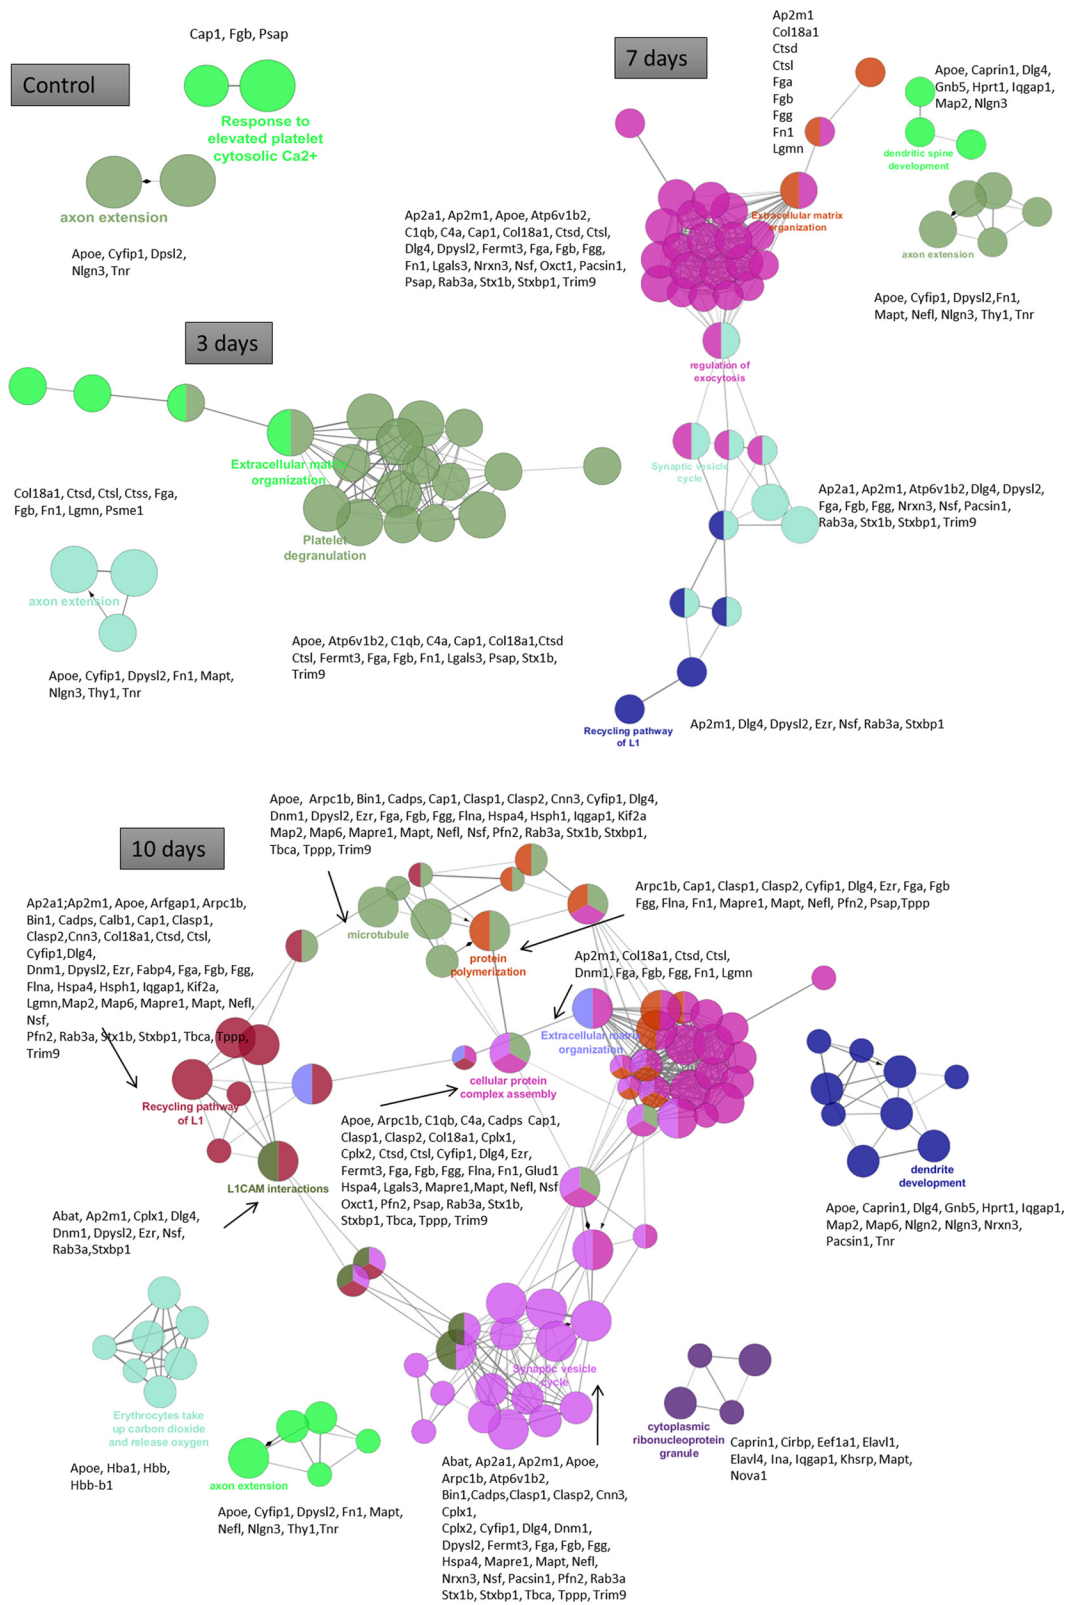 Control
Cap1, Fgb, Psap
Response to
elevated platelet
cytosolic Ca2+
axon extension
Apoe, Cyfip1, Dpsl2,
Nlgn3, Tnr
7 days
Ap2m1
Col18a1
Ctsd
Ctsl
Fga
Fgb
Fgg
Fn1
Lgmn
Extracellular matrix
organization
Apoe, Caprin1, Dlg4,
Gnb5, Hprt1, Iqgap1,
Map2, Nlgn3
dendritic spine
development
axon extension
Apoe, Cyfip1, Dpysl2,Fn1,
Mapt, Nefl, Nlgn3, Thy1, Tnr
Ap2a1, Ap2m1, Apoe, Atp6v1b2,
C1qb, C4a, Cap1, Col18a1, Ctsd, Ctsl,
Dlg4, Dpysl2, Fermt3, Fga, Fgb, Fgg,
Fn1, Lgals3, Nrxn3, Nsf, Oxct1, Pacsin1,
Psap, Rab3a, Stx1b, Stxbp1, Trim9
regulation of
exocytosis
Synaptic vesicle
cycle
Ap2a1, Ap2m1, Atp6v1b2, Dlg4, Dpysl2,
Fga, Fgb, Fgg, Nrxn3, Nsf, Pacsin1,
Rab3a, Stx1b, Stxbp1, Trim9
Recycling pathway
of L1
Ap2m1, Dlg4, Dpysl2, Ezr, Nsf, Rab3a, Stxbp1
3 days
Extracellular matrix
organization
Col18a1, Ctsd, Ctsl, Ctss, Fga,
Fgb, Fn1, Lgmn, Psme1
Platelet
degranulation
axon extension
Apoe, Cyfip1, Dpysl2, Fn1, Mapt,
Nlgn3, Thy1, Tnr
Apoe, Atp6v1b2, C1qb, C4a, Cap1, Col18a1,Ctsd
Ctsl, Fermt3, Fga, Fgb, Fn1, Lgals3, Psap, Stx1b,
Trim9
10 days
Apoe, Arpc1b, Bin1, Cadps, Cap1, Clasp1, Clasp2, Cnn3, Cyfip1, Dlg4,
Dnm1, Dpysl2, Ezr, Fga, Fgb, Fgg, Flna, Hspa4, Hsph1, Iqgap1, Kif2a
Map2, Map6, Mapre1, Mapt, Nefl, Nsf, Pfn2, Rab3a, Stx1b, Stxbp1,
Tbca, Tppp, Trim9
microtubule
protein
polymerization
Arpc1b, Cap1, Clasp1, Clasp2, Cyfip1, Dlg4, Ezr, Fga, Fgb
Fgg, Flna, Fn1, Mapre1, Mapt, Nefl, Pfn2, Psap,Tppp
Ap2a1;Ap2m1, Apoe, Arfgap1, Arpc1b,
Bin1, Cadps, Calb1, Cap1, Clasp1,
Clasp2,Cnn3, Col18a1, Ctsd, Ctsl,
Cyfip1,Dlg4,
Dnm1, Dpysl2, Ezr, Fabp4, Fga, Fgb, Fgg,
Flna, Hspa4, Hsph1, Iqgap1, Kif2a,
Lgmn,Map2, Map6, Mapre1, Mapt, Nefl,
Nsf,
Pfn2, Rab3a, Stx1b, Stxbp1, Tbca, Tppp,
Trim9
Recycling pathway
of L1
Ap2m1, Col18a1, Ctsd, Ctsl,
Dnm1, Fga, Fgb, Fgg, Fn1, Lgmn
Extracellular matrix
organization
cellular protein
complex assembly
Apoe, Arpc1b, C1qb, C4a, Cadps Cap1,
Clasp1, Clasp2, Col18a1, Cplx1,
Cplx2, Ctsd, Ctsl, Cyfip1, Dlg4, Ezr,
Fermt3, Fga, Fgb, Fgg, Flna, Fn1, Glud1
Hspa4, Lgals3, Mapre1,Mapt, Nefl, Nsf
Oxct1, Pfn2, Psap, Rab3a, Stx1b,
Stxbp1, Tbca, Tppp, Trim9
L1CAM interactions
Abat, Ap2m1, Cplx1, Dlg4,
Dnm1, Dpysl2, Ezr, Nsf,
Rab3a,Stxbp1
dendrite
development
Apoe, Caprin1, Dlg4, Gnb5, Hprt1, Iqgap1,
Map2, Map6, Nlgn2, Nlgn3, Nrxn3,
Pacsin1, Tnr
Erythrocytes take
up carbon dioxide
and release oxygen
Apoe, Hba1, Hbb,
Hbb-b1
axon extension
Apoe, Cyfip1, Dpysl2, Fn1, Mapt,
Nefl, Nlgn3, Thy1,Tnr
Synaptic vesicle
cycle
Abat, Ap2a1, Ap2m1, Apoe,
Arpc1b, Atp6v1b2,
Bin1,Cadps,Clasp1, Clasp2, Cnn3,
Cplx1,
Cplx2, Cyfip1, Dlg4, Dnm1,
Dpysl2, Fermt3, Fga, Fgb, Fgg,
Hspa4, Mapre1, Mapt, Nefl,
Nrxn3, Nsf, Pacsin1, Pfn2, Rab3a
Stx1b, Stxbp1, Tbca, Tppp, Trim9
cytoplasmic
ribonucleoprotein
granule
Caprin1, Cirbp, Eef1a1, Elavl1,
Elavl4, Ina, Iqgap1, Khsrp, Mapt,
Nova1